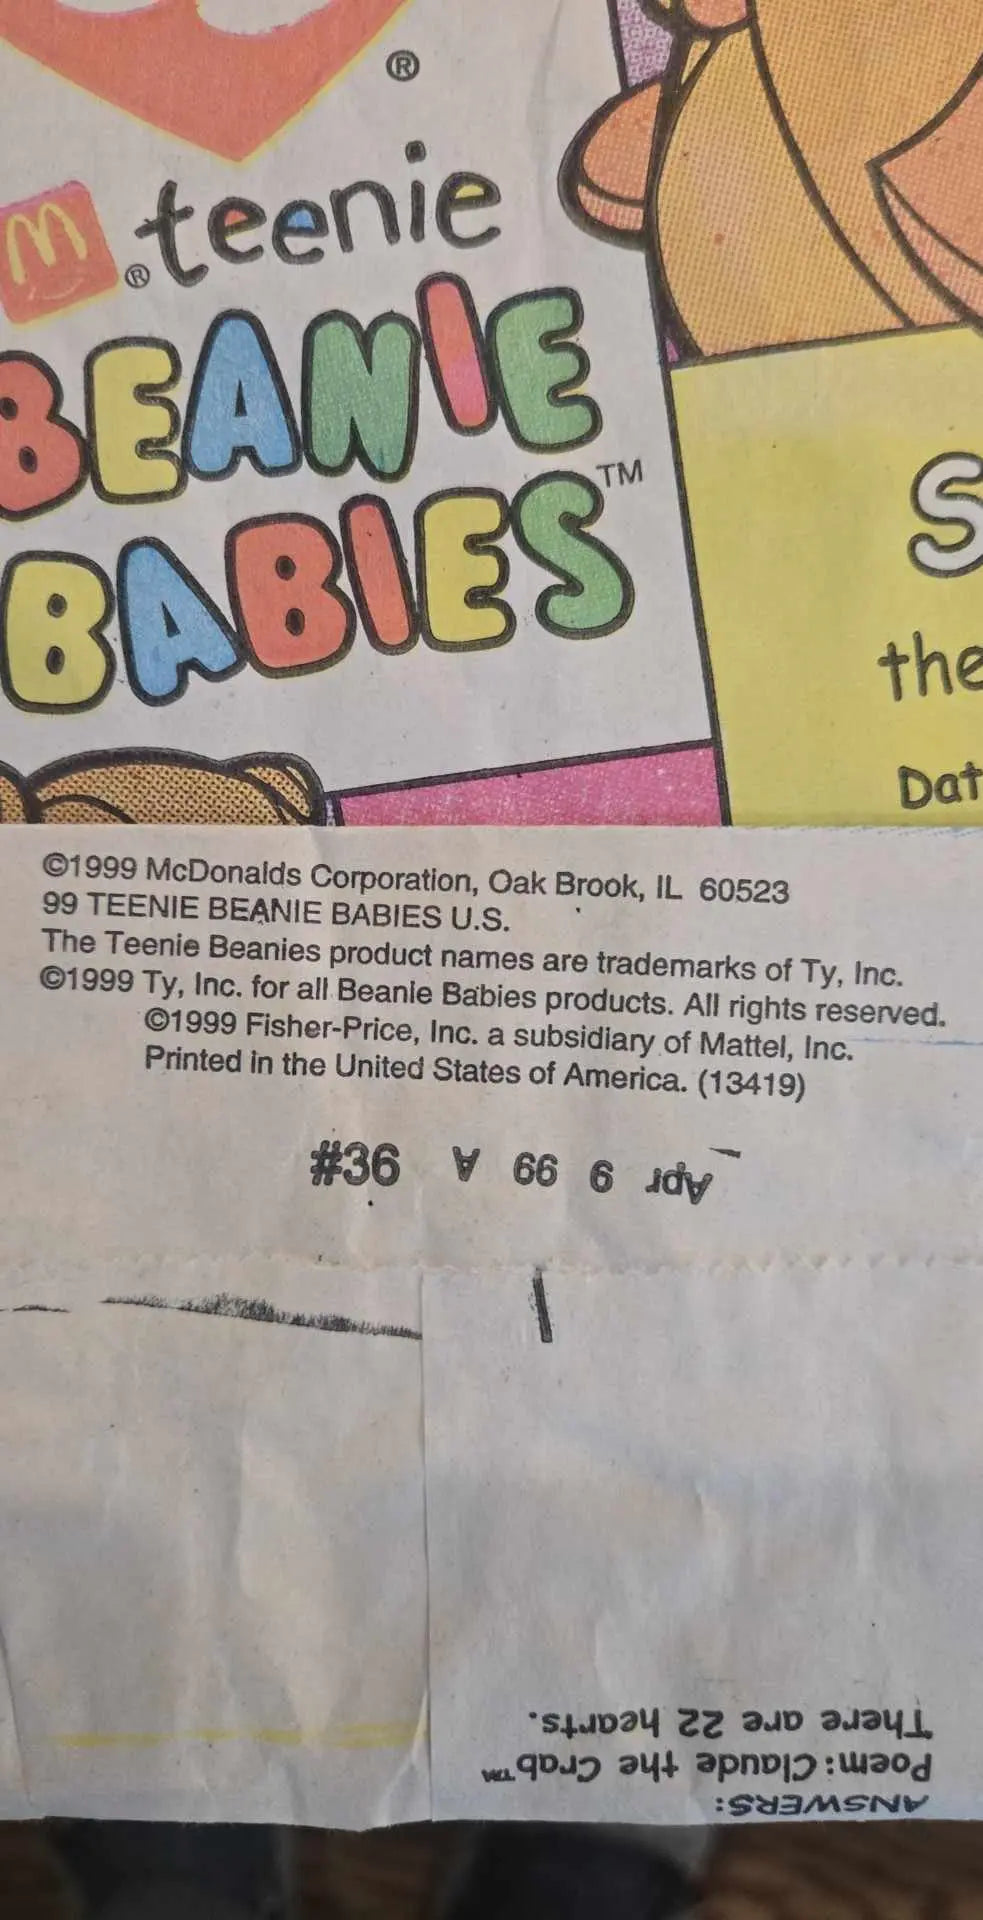 ®
M
® teenie
BEANIE
BABIES™
S
the
Dat
©1999 McDonalds Corporation, Oak Brook, IL 60523
99 TEENIE BEANIE BABIES U.S.
The Teenie Beanies product names are trademarks of Ty, Inc.
©1999 Ty, Inc. for all Beanie Babies products. All rights reserved.
©1999 Fisher-Price, Inc. a subsidiary of Mattel, Inc.
Printed in the United States of America. (13419)
#36
Apr 9 99 A
ANSWERS:
Poem: Claude the Crab™
There are 22 hearts.